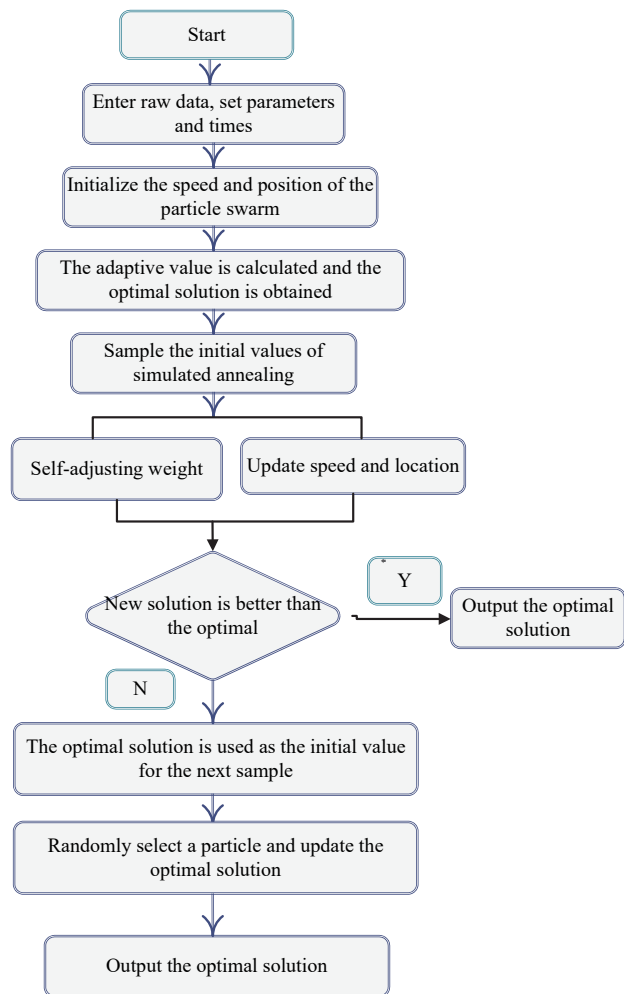 Start
Enter raw data, set parameters
and times
Initialize the speed and position of the
particle swarm
The adaptive value is calculated and the
optimal solution is obtained
Sample the initial values of
simulated annealing
Self-adjusting weight
Update speed and location
New solution is better than
the optimal
*
Y
Output the optimal
solution
N
The optimal solution is used as the initial value
for the next sample
Randomly select a particle and update the
optimal solution
Output the optimal solution